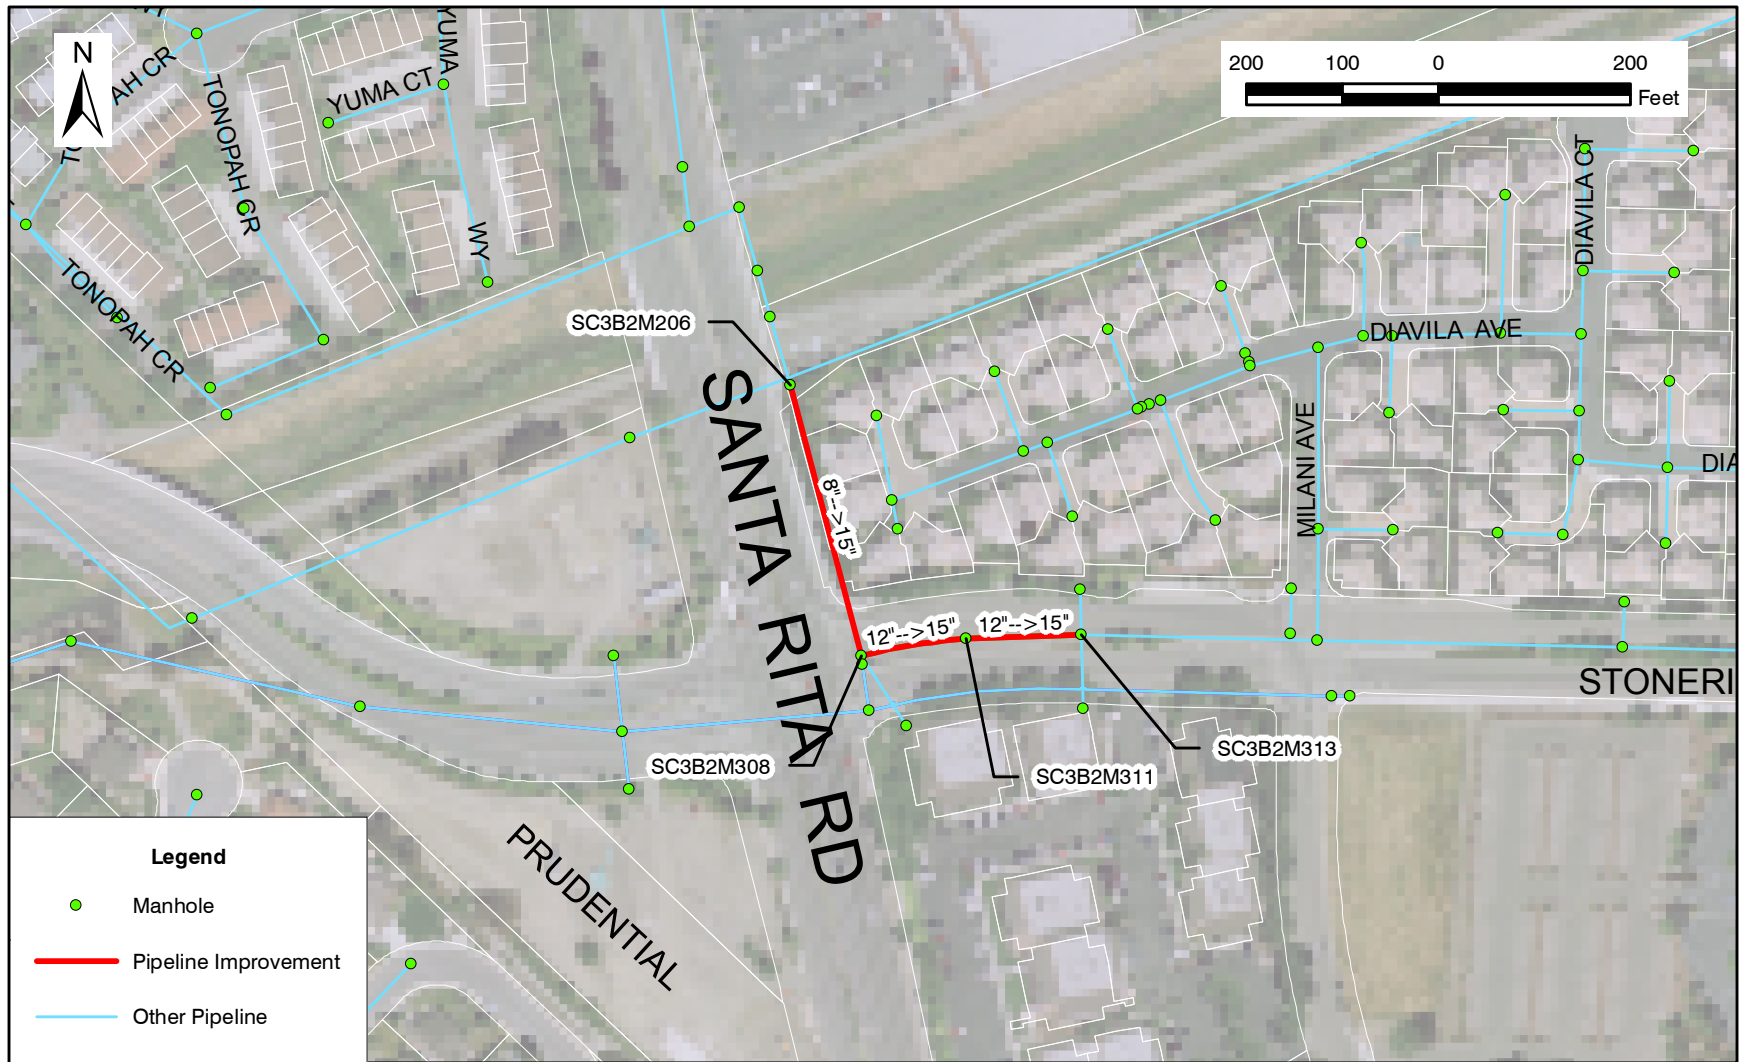 WY
YUMA
N
AH CR
TONOPAH CR
YUMA CT
WY
TONOPAH CR
200 100 0 200
Feet
DIAVILA CT
SC3B2M206
DIAVILA AVE
SANTA RITA RD
MILANI AVE
DIA
8"-->15"
12"-->15"
12"-->15"
STONERI
SC3B2M308
SC3B2M311
SC3B2M313
PRUDENTIAL
Legend
Manhole
Pipeline Improvement
Other Pipeline